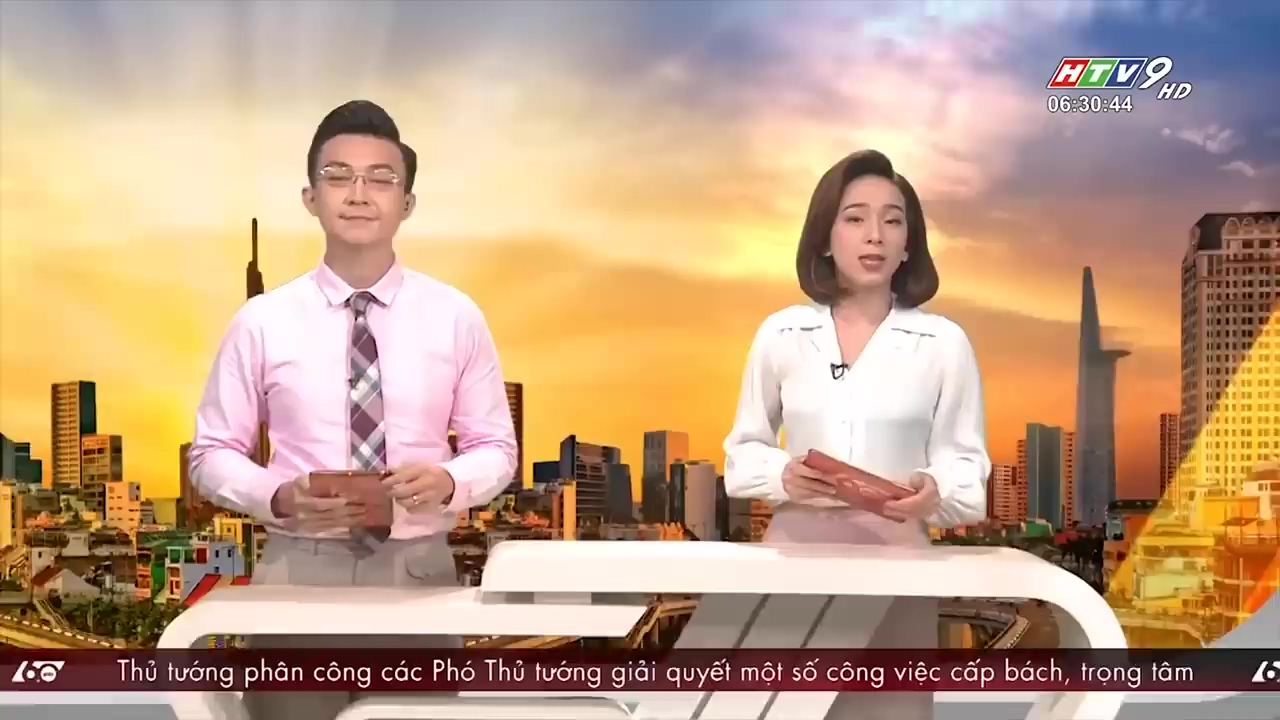 HTV9 HD
06:30:44
60 Thủ tướng phân công các Phó Thủ tướng giải quyết một số công việc cấp bách, trọng tâm